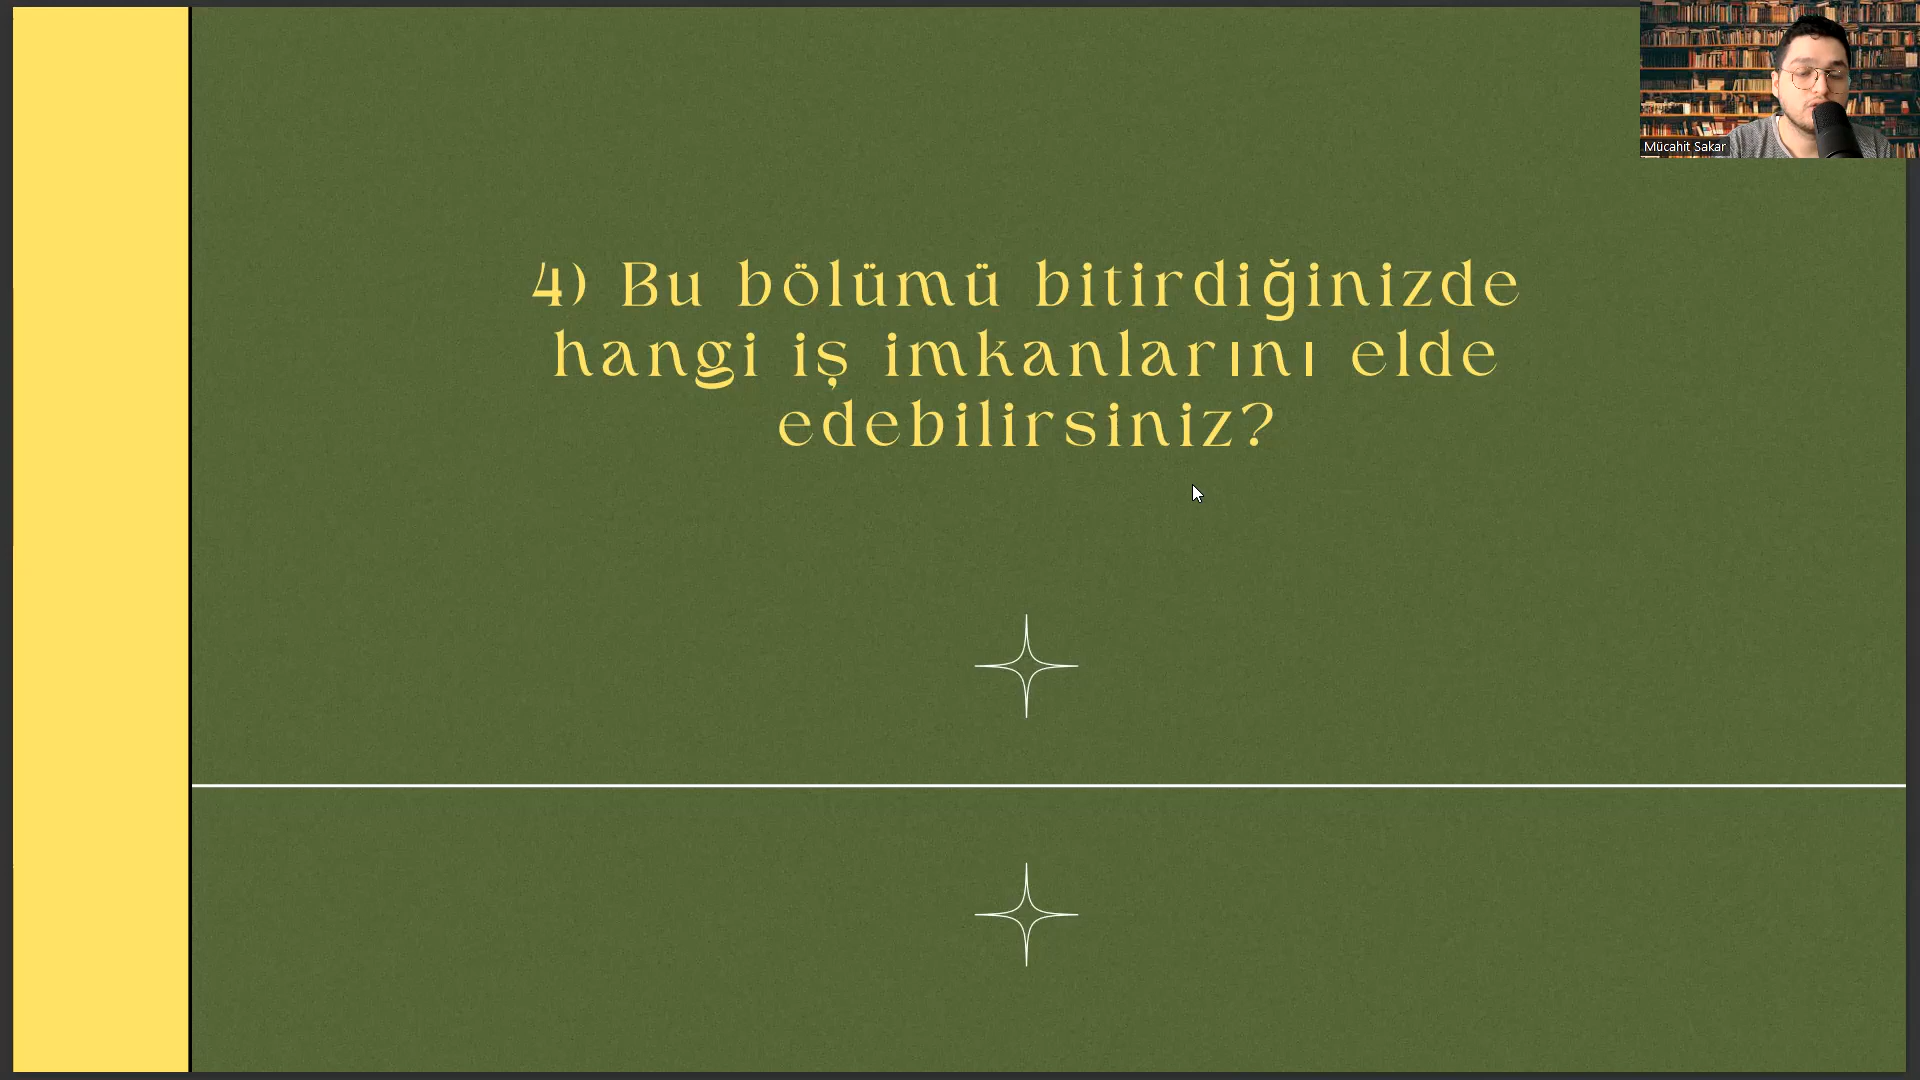 Mücahit Sakar
4) Bu bölümü bitirdiğinizde
hangi iş imkanlarını elde
edebilirsiniz?